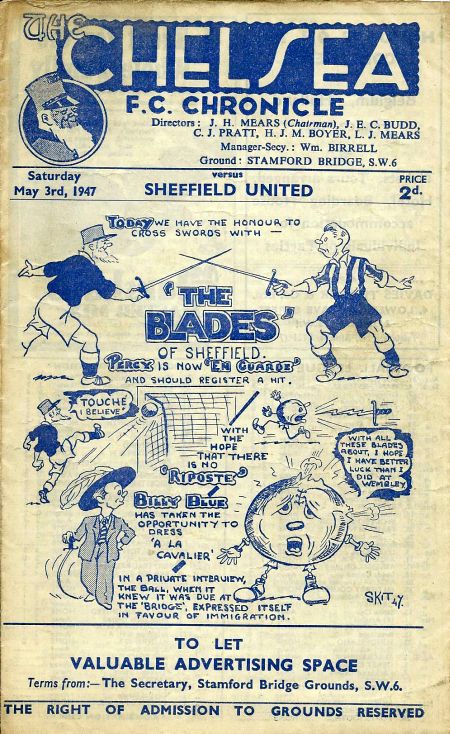 THE
CHELSEA
F.C. CHRONICLE
Directors: J. H. MEARS (Chairman), J. E. C. BUDD,
C. J. PRATT, H. J. M. BOYER, L. J. MEARS
Manager-Secy.: Wm. BIRRELL
Ground: STAMFORD BRIDGE, S.W.6
Saturday
May 3rd, 1947
versus
SHEFFIELD UNITED
PRICE
2d.
TODAY WE HAVE THE HONOUR TO
CROSS SWORDS WITH —
'THE
BLADES'
OF SHEFFIELD.
PERCY IS NOW "EN GUARDE"
AND SHOULD REGISTER A HIT.
"TOUCHE"
I BELIEVE"
WITH
THE
HOPE
THAT THERE
IS NO
"RIPOSTE"
WITH ALL
THESE BLADES
ABOUT, I HOPE
I HAVE BETTER
LUCK THAN I
DID AT
WEMBLEY
BILLY BLUE
HAS TAKEN THE
OPPORTUNITY TO
DRESS
'A LA
CAVALIER'
IN A PRIVATE INTERVIEW,
THE BALL, WHEN IT
KNEW IT WAS DUE AT
THE 'BRIDGE', EXPRESSED ITSELF
IN FAVOUR OF IMMIGRATION.
SKIT 47.
TO LET
VALUABLE ADVERTISING SPACE
Terms from:— The Secretary, Stamford Bridge Grounds, S.W.6.
THE RIGHT OF ADMISSION TO GROUNDS RESERVED